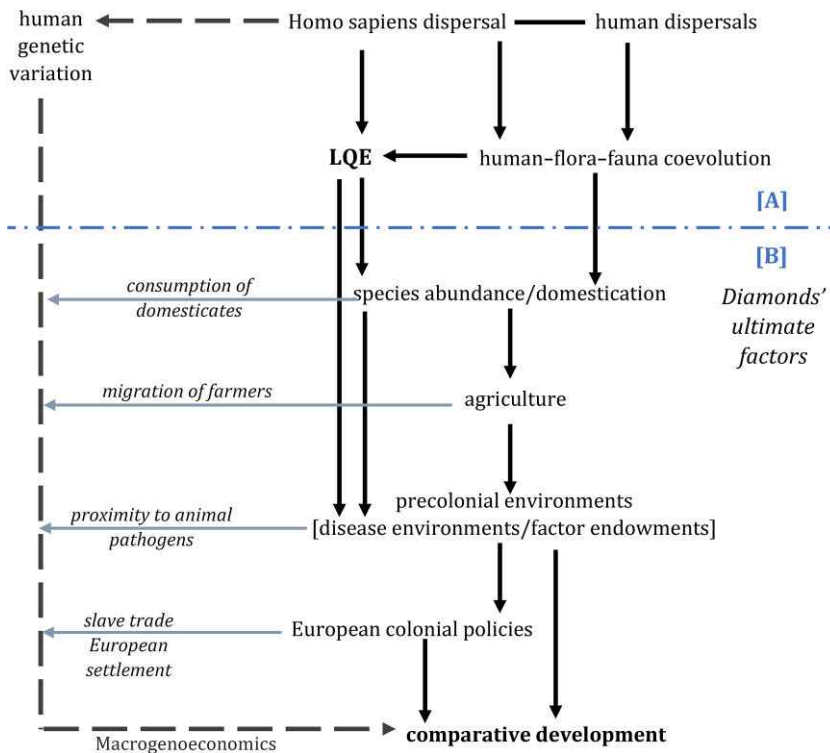 human
genetic
variation
Homo sapiens dispersal
human dispersals
LQE
human–flora–fauna coevolution
[A]
[B]
Diamonds’
ultimate
factors
consumption of
domesticates
species abundance/domestication
migration of farmers
agriculture
proximity to animal
pathogens
precolonial environments
[disease environments/factor endowments]
slave trade
European
settlement
European colonial policies
Macrogenoeconomics
comparative development